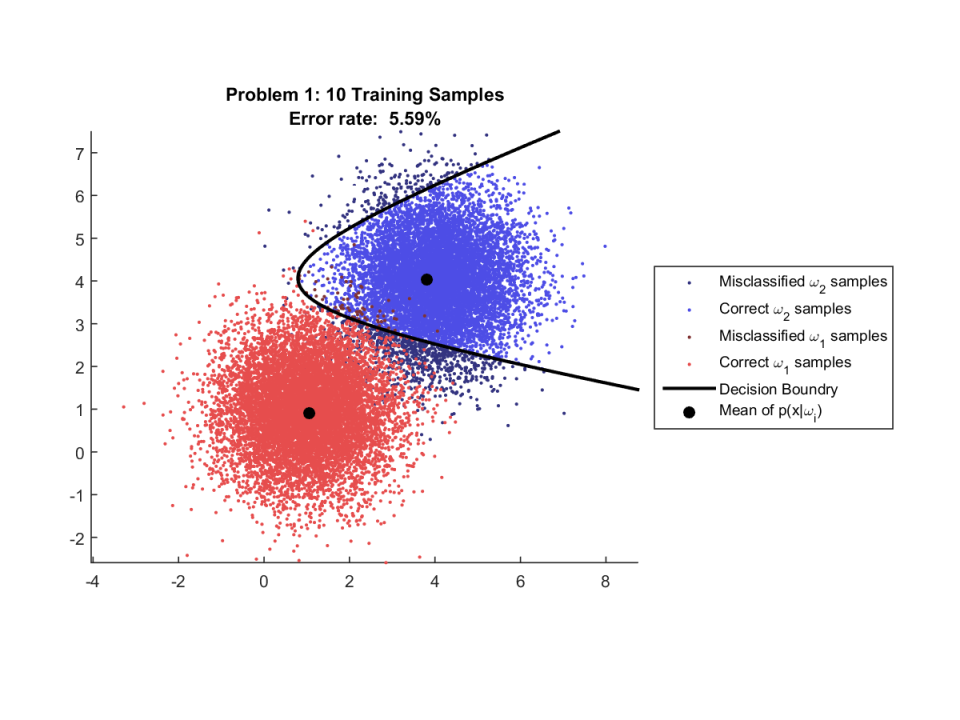 Problem 1: 10 Training Samples
Error rate:  5.59%
7
6
5
4
3
2
1
0
-1
-2
-4 -2 0 2 4 6 8
Misclassified ω₂ samples
Correct ω₂ samples
Misclassified ω₁ samples
Correct ω₁ samples
Decision Boundry
Mean of p(x|ωᵢ)